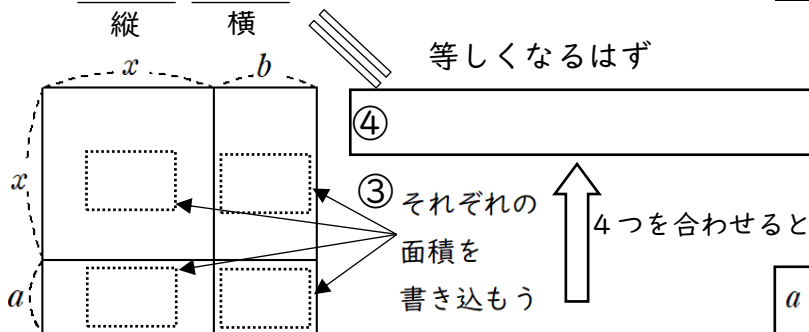 縦 横
等しくなるはず
x b
④
x
③ それぞれの
面積を
書き込もう
4つを合わせると
a
a